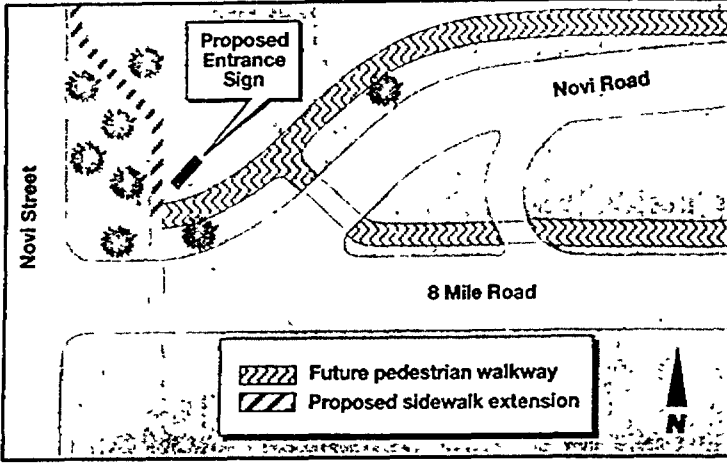 Proposed
Entrance
Sign
Novi Road
Novi Street
8 Mile Road
Future pedestrian walkway
Proposed sidewalk extension
N